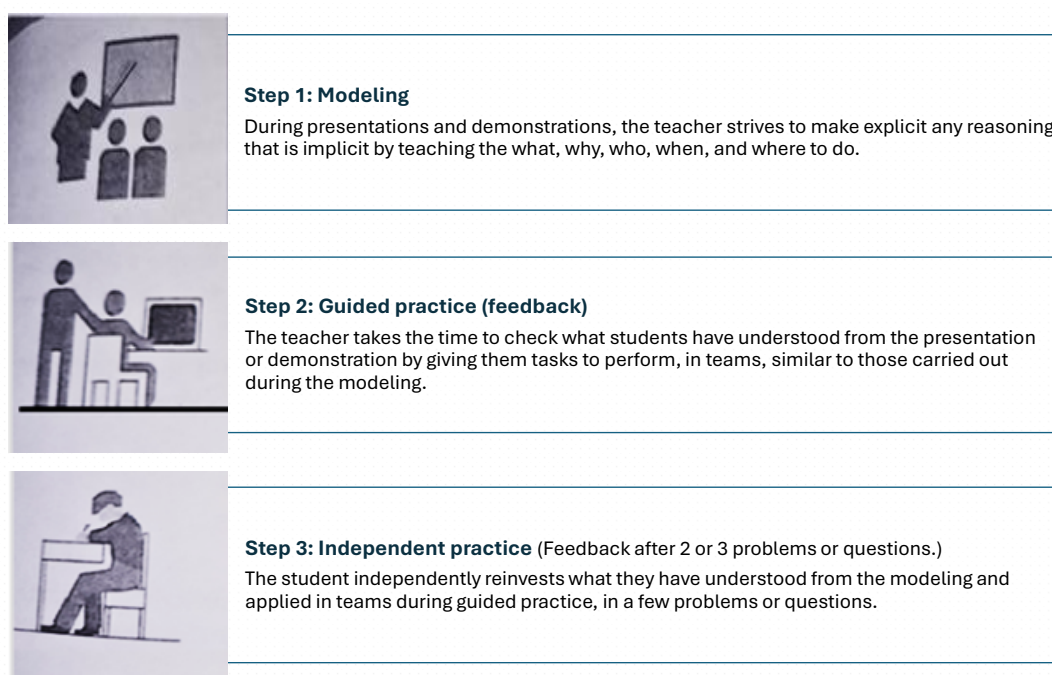 Step 1: Modeling
During presentations and demonstrations, the teacher strives to make explicit any reasoning
that is implicit by teaching the what, why, who, when, and where to do.
Step 2: Guided practice (feedback)
The teacher takes the time to check what students have understood from the presentation
or demonstration by giving them tasks to perform, in teams, similar to those carried out
during the modeling.
Step 3: Independent practice (Feedback after 2 or 3 problems or questions.)
The student independently reinvests what they have understood from the modeling and
applied in teams during guided practice, in a few problems or questions.